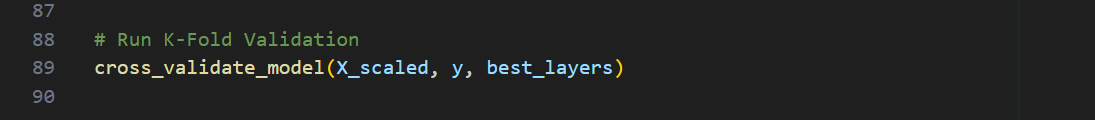 87
88 # Run K-Fold Validation
89 cross_validate_model(X_scaled, y, best_layers)
90